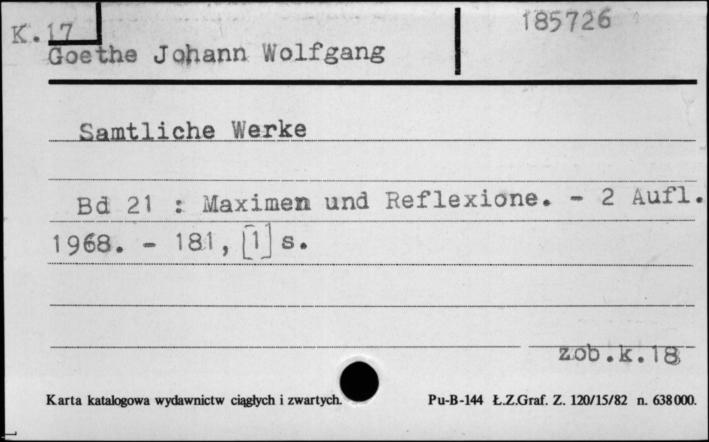 K.17
185726
Goethe Johann Wolfgang
Samtliche Werke
Bd 21 : Maximen und Reflexione. - 2 Aufl.
1968. - 181, [1] s.
zob.k.18
Karta katalogowa wydawnictw ciągłych i zwartych.
Pu-B-144 Ł.Z.Graf. Z. 120/15/82 n. 638000.